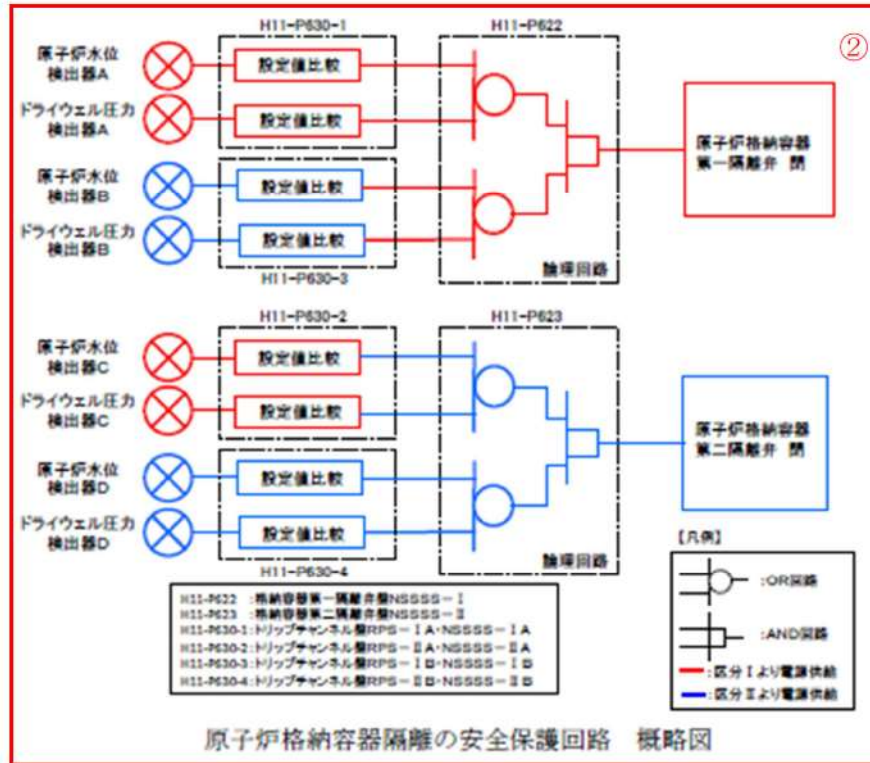 ②
H11-P630-1
H11-P622
原子炉水位
検出器A
設定値比較
ドライウェル圧力
検出器A
設定値比較
原子炉格納容器
第一隔離弁 閉
原子炉水位
検出器B
設定値比較
ドライウェル圧力
検出器B
設定値比較
H11-P630-3
論理回路
H11-P630-2
H11-P623
原子炉水位
検出器C
設定値比較
ドライウェル圧力
検出器C
設定値比較
原子炉格納容器
第二隔離弁 閉
原子炉水位
検出器D
設定値比較
ドライウェル圧力
検出器D
設定値比較
H11-P630-4
論理回路
【凡例】
:OR回路
:AND回路
:区分Ⅰより電源供給
:区分Ⅱより電源供給
H11-P622 :格納容器第一隔離弁盤NSSSS-Ⅰ
H11-P623 :格納容器第二隔離弁盤NSSSS-Ⅱ
H11-P630-1:トリップチャンネル盤RPS-ⅠA・NSSSS-ⅠA
H11-P630-2:トリップチャンネル盤RPS-ⅡA・NSSSS-ⅡA
H11-P630-3:トリップチャンネル盤RPS-ⅠB・NSSSS-ⅠB
H11-P630-4:トリップチャンネル盤RPS-ⅡB・NSSSS-ⅡB
原子炉格納容器隔離の安全保護回路 概略図